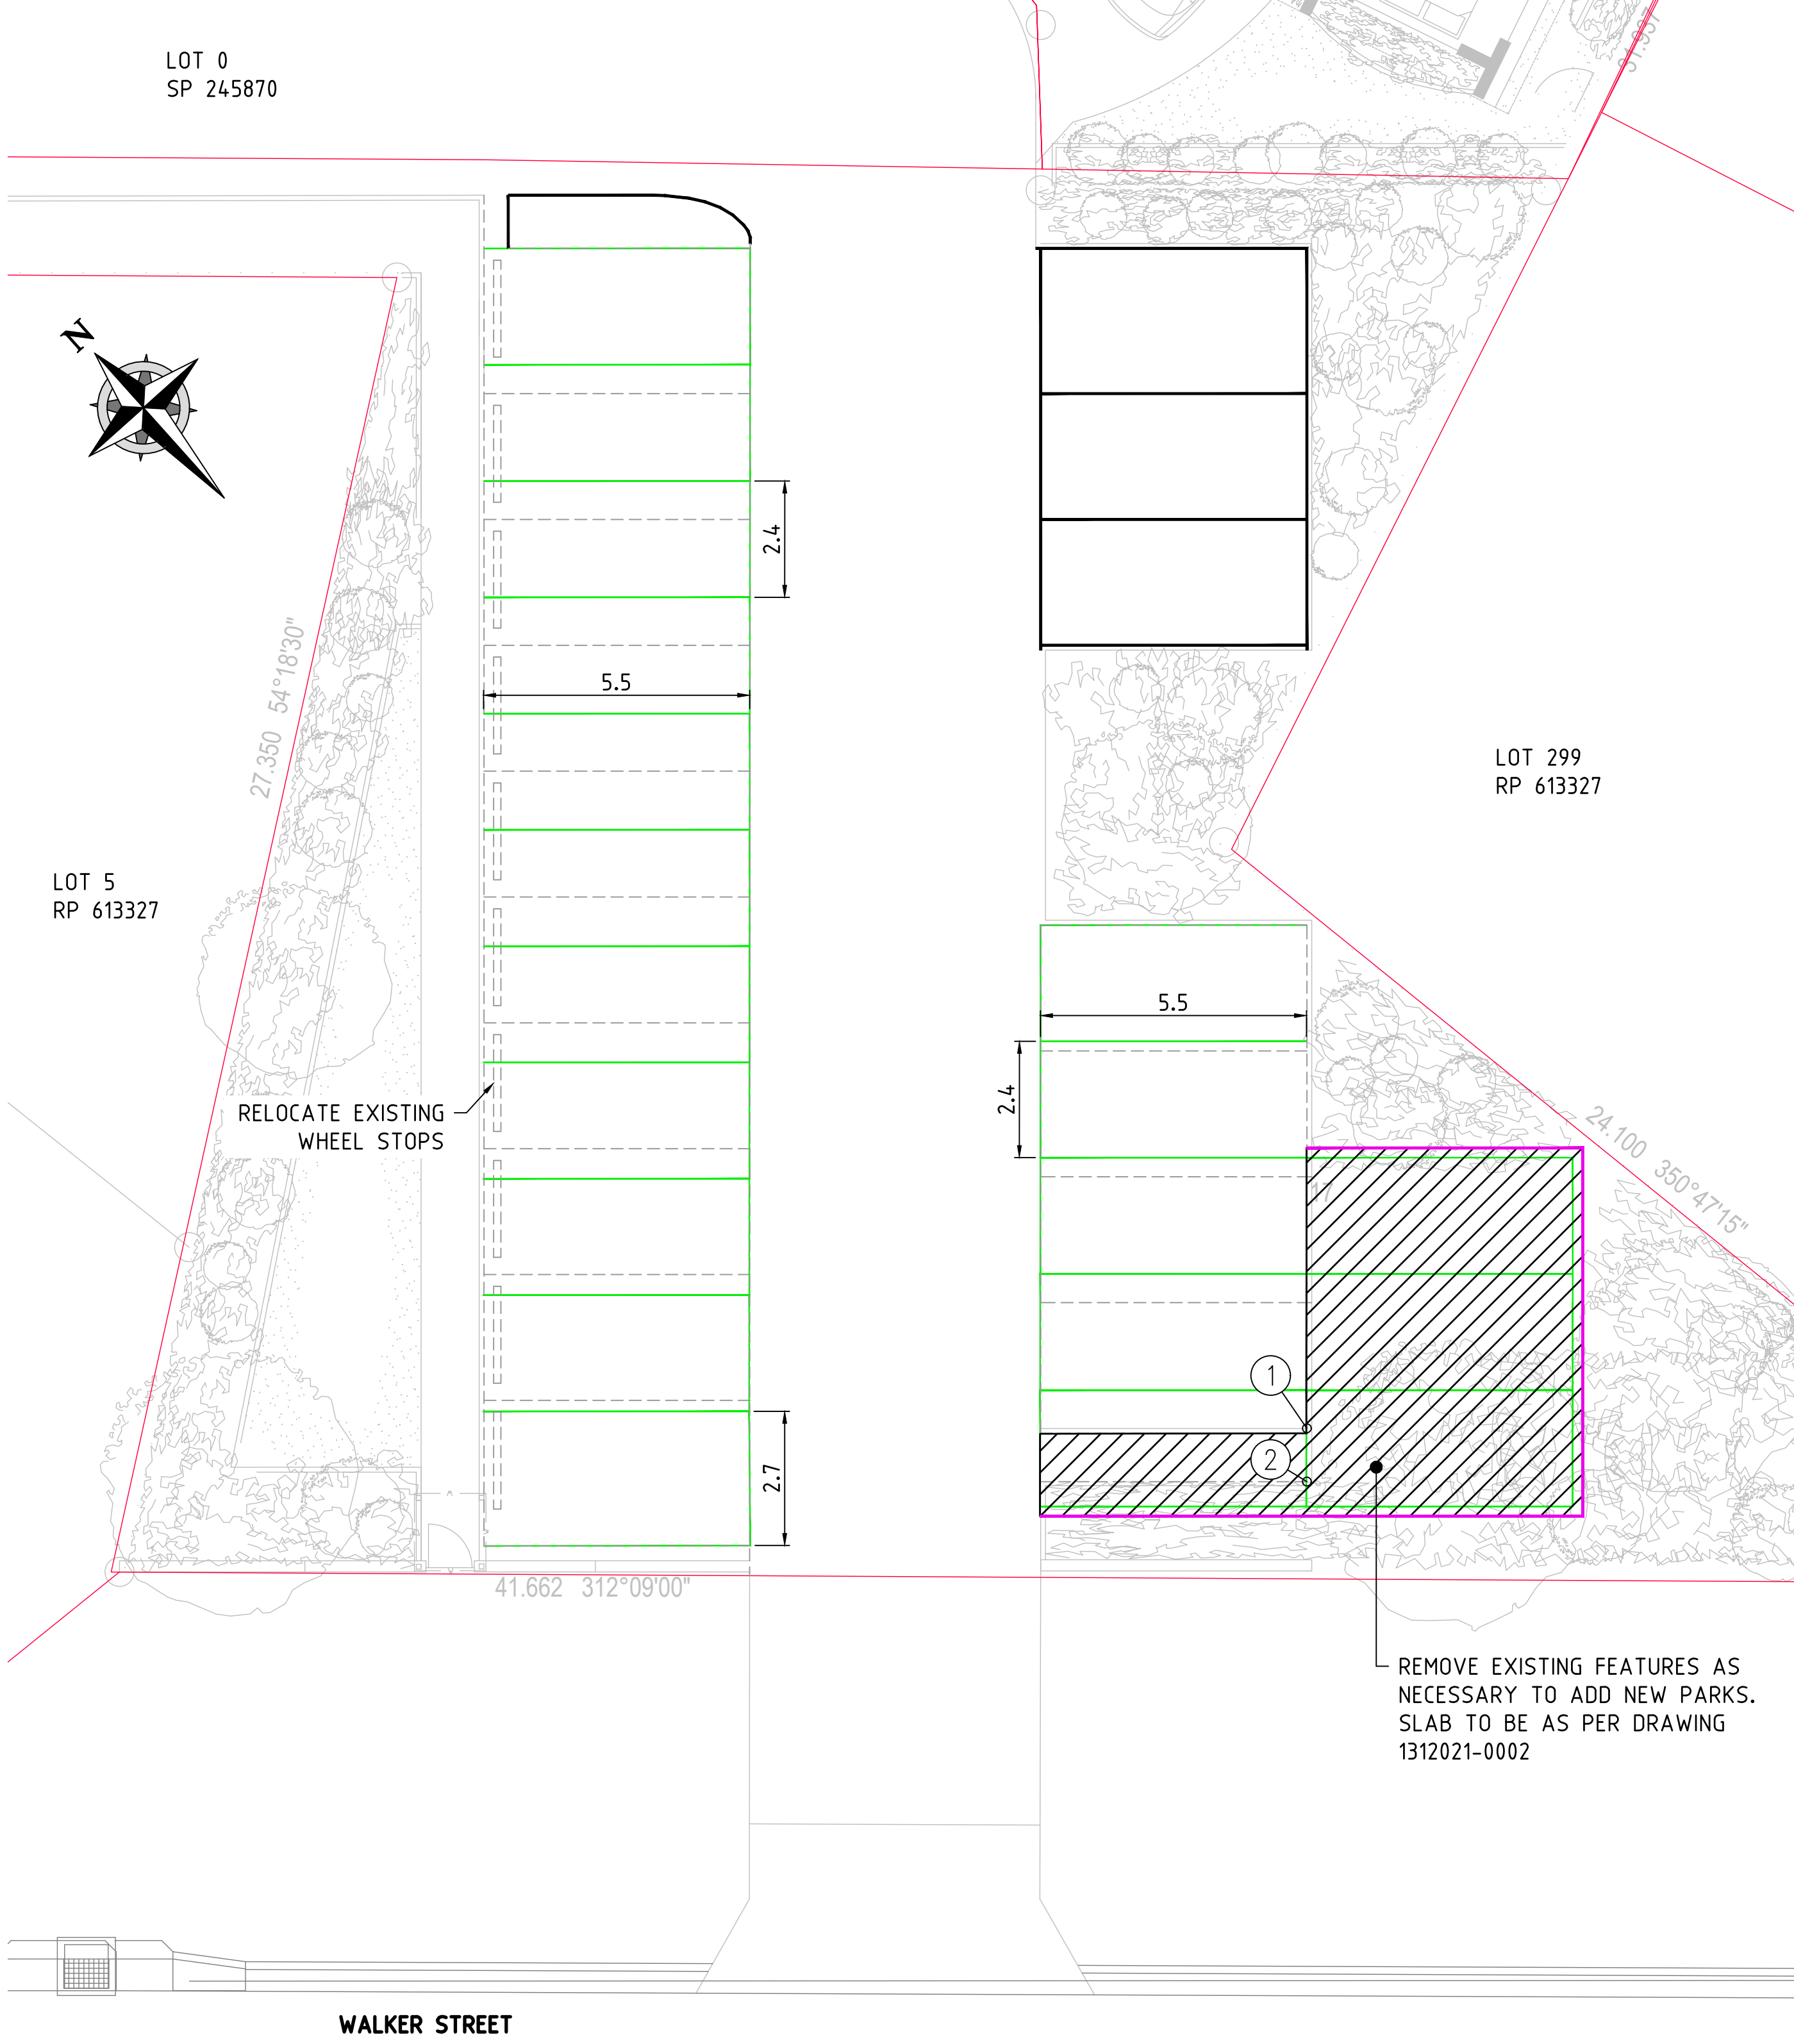 LOT 0
SP 245870
31.937
N
2.4
27.350 54°18'30"
5.5
LOT 299
RP 613327
LOT 5
RP 613327
5.5
2.4
RELOCATE EXISTING
WHEEL STOPS
24.100 350°47'15"
17
1
2
2.7
41.662 312°09'00"
REMOVE EXISTING FEATURES AS
NECESSARY TO ADD NEW PARKS.
SLAB TO BE AS PER DRAWING
1312021-0002
WALKER STREET